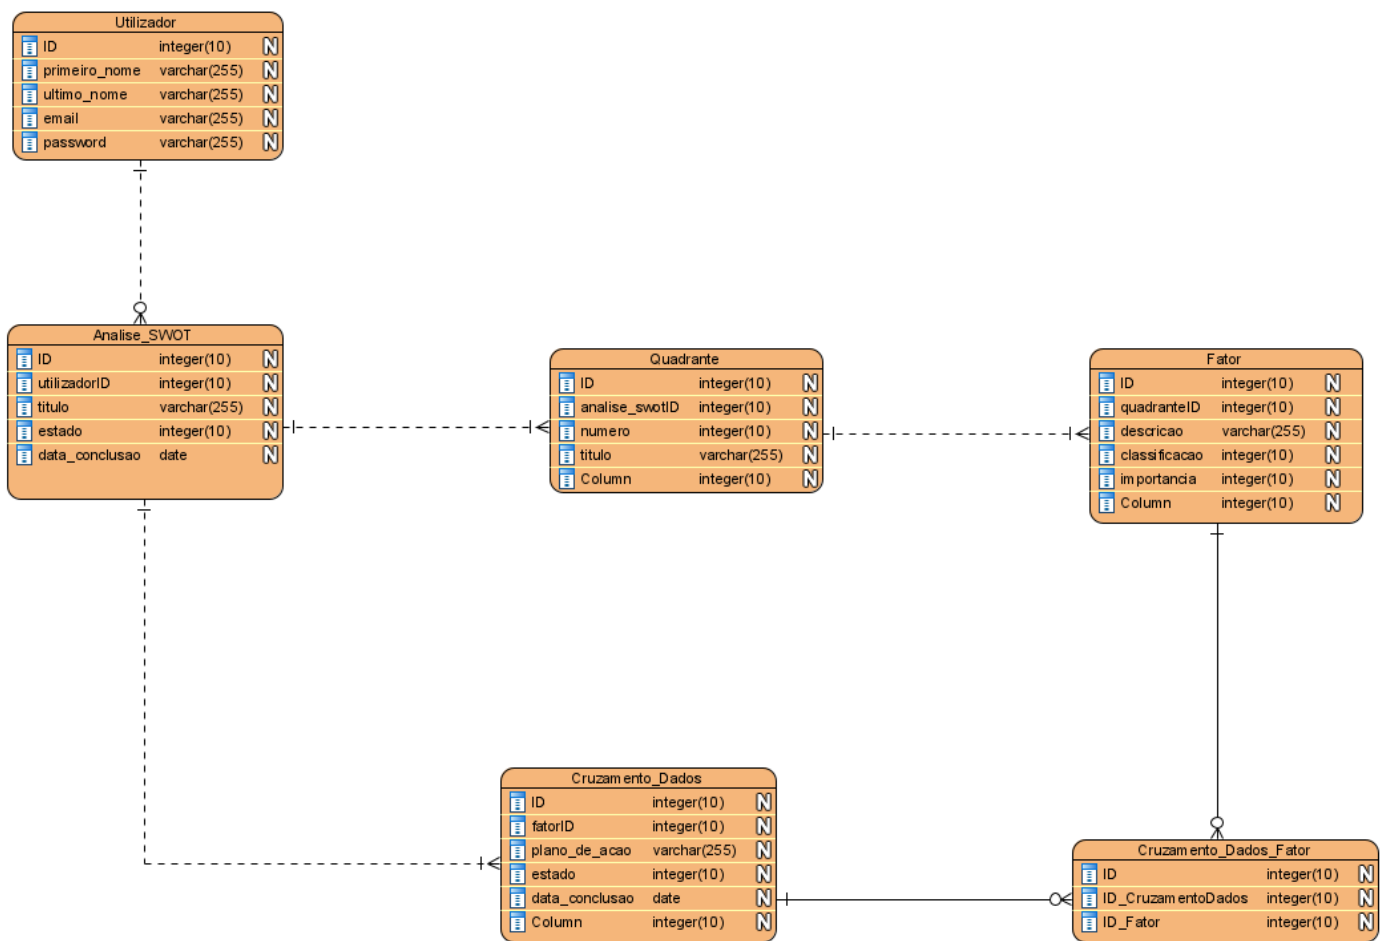 Utilizador
ID integer(10) N
primeiro_nome varchar(255) N
ultimo_nome varchar(255) N
email varchar(255) N
password varchar(255) N
Analise_SWOT
ID integer(10) N
utilizadorID integer(10) N
titulo varchar(255) N
estado integer(10) N
data_conclusao date N
Quadrante
ID integer(10) N
analise_swotID integer(10) N
numero integer(10) N
titulo varchar(255) N
Column integer(10) N
Fator
ID integer(10) N
quadranteID integer(10) N
descricao varchar(255) N
classificacao integer(10) N
importancia integer(10) N
Column integer(10) N
Cruzamento_Dados
ID integer(10) N
fatorID integer(10) N
plano_de_acao varchar(255) N
estado integer(10) N
data_conclusao date N
Column integer(10) N
Cruzamento_Dados_Fator
ID integer(10) N
ID_CruzamentoDados integer(10) N
ID_Fator integer(10) N